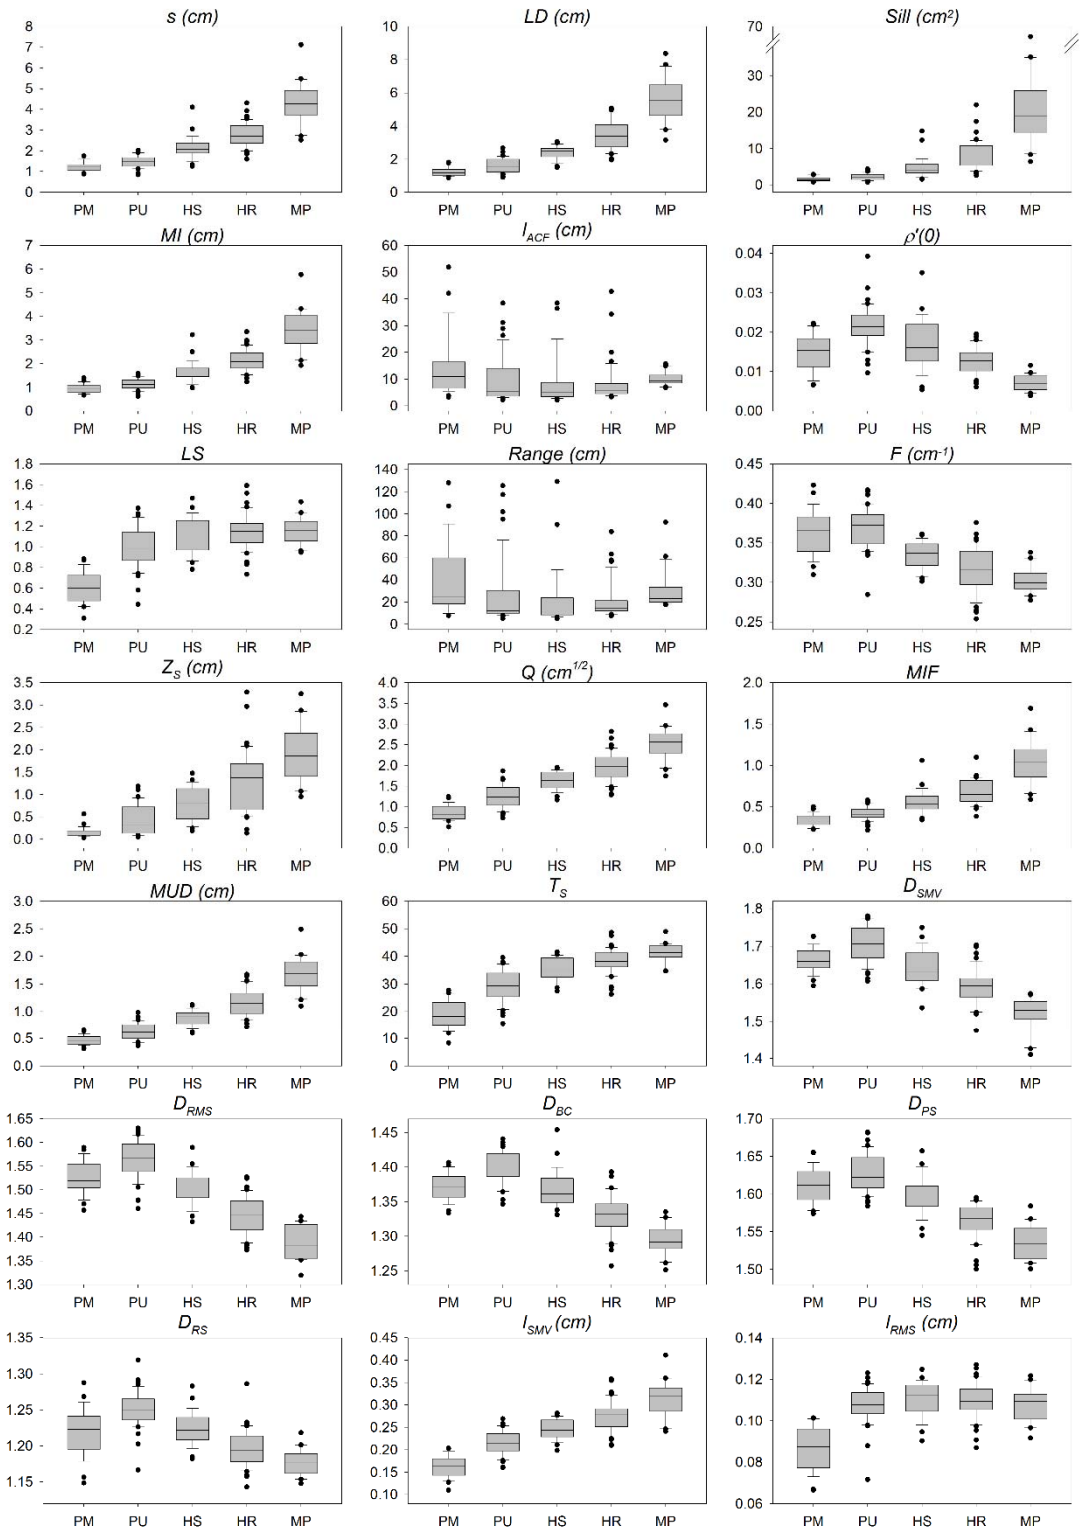 s (cm) LD (cm) Sill (cm²)
8 10 70
7
6 8 30
5 6
4 20
3 4
2 10
1 2
0 0 0
PM PU HS HR MP PM PU HS HR MP PM PU HS HR MP
MI (cm) l_ACF (cm) ρ'(0)
7 60 0.04
6 50
5 40 0.03
4 30 0.02
3 20
2 10 0.01
1
0 0 0.00
PM PU HS HR MP PM PU HS HR MP PM PU HS HR MP
LS Range (cm) F (cm⁻¹)
1.8 140 0.45
1.6 120
1.4 100 0.40
1.2 80
1.0 60 0.35
0.8 40 0.30
0.6 20
0.4 0 0.25
0.2
PM PU HS HR MP PM PU HS HR MP PM PU HS HR MP
Z_S (cm) Q (cm^1/2) MIF
3.5 4.0 2.0
3.0 3.5
2.5 3.0 1.5
2.0 2.5
1.5 2.0 1.0
1.0 1.5
0.5 1.0 0.5
0.0 0.5
0.0 0.0
PM PU HS HR MP PM PU HS HR MP PM PU HS HR MP
MUD (cm) T_S D_SMV
3.0 60 1.8
2.5 50
2.0 40 1.7
1.5 30 1.6
1.0 20
0.5 10 1.5
0.0 0 1.4
PM PU HS HR MP PM PU HS HR MP PM PU HS HR MP
D_RMS D_BC D_PS
1.65 1.45 1.70
1.60
1.55 1.40 1.65
1.50 1.35 1.60
1.45
1.40 1.30 1.55
1.35 1.25 1.50
1.30
PM PU HS HR MP PM PU HS HR MP PM PU HS HR MP
D_RS l_SMV (cm) l_RMS (cm)
1.35 0.45 0.14
1.30 0.40 0.12
1.25 0.35
0.30 0.10
1.20 0.25
0.20 0.08
1.15 0.15
0.10 0.06
PM PU HS HR MP PM PU HS HR MP PM PU HS HR MP